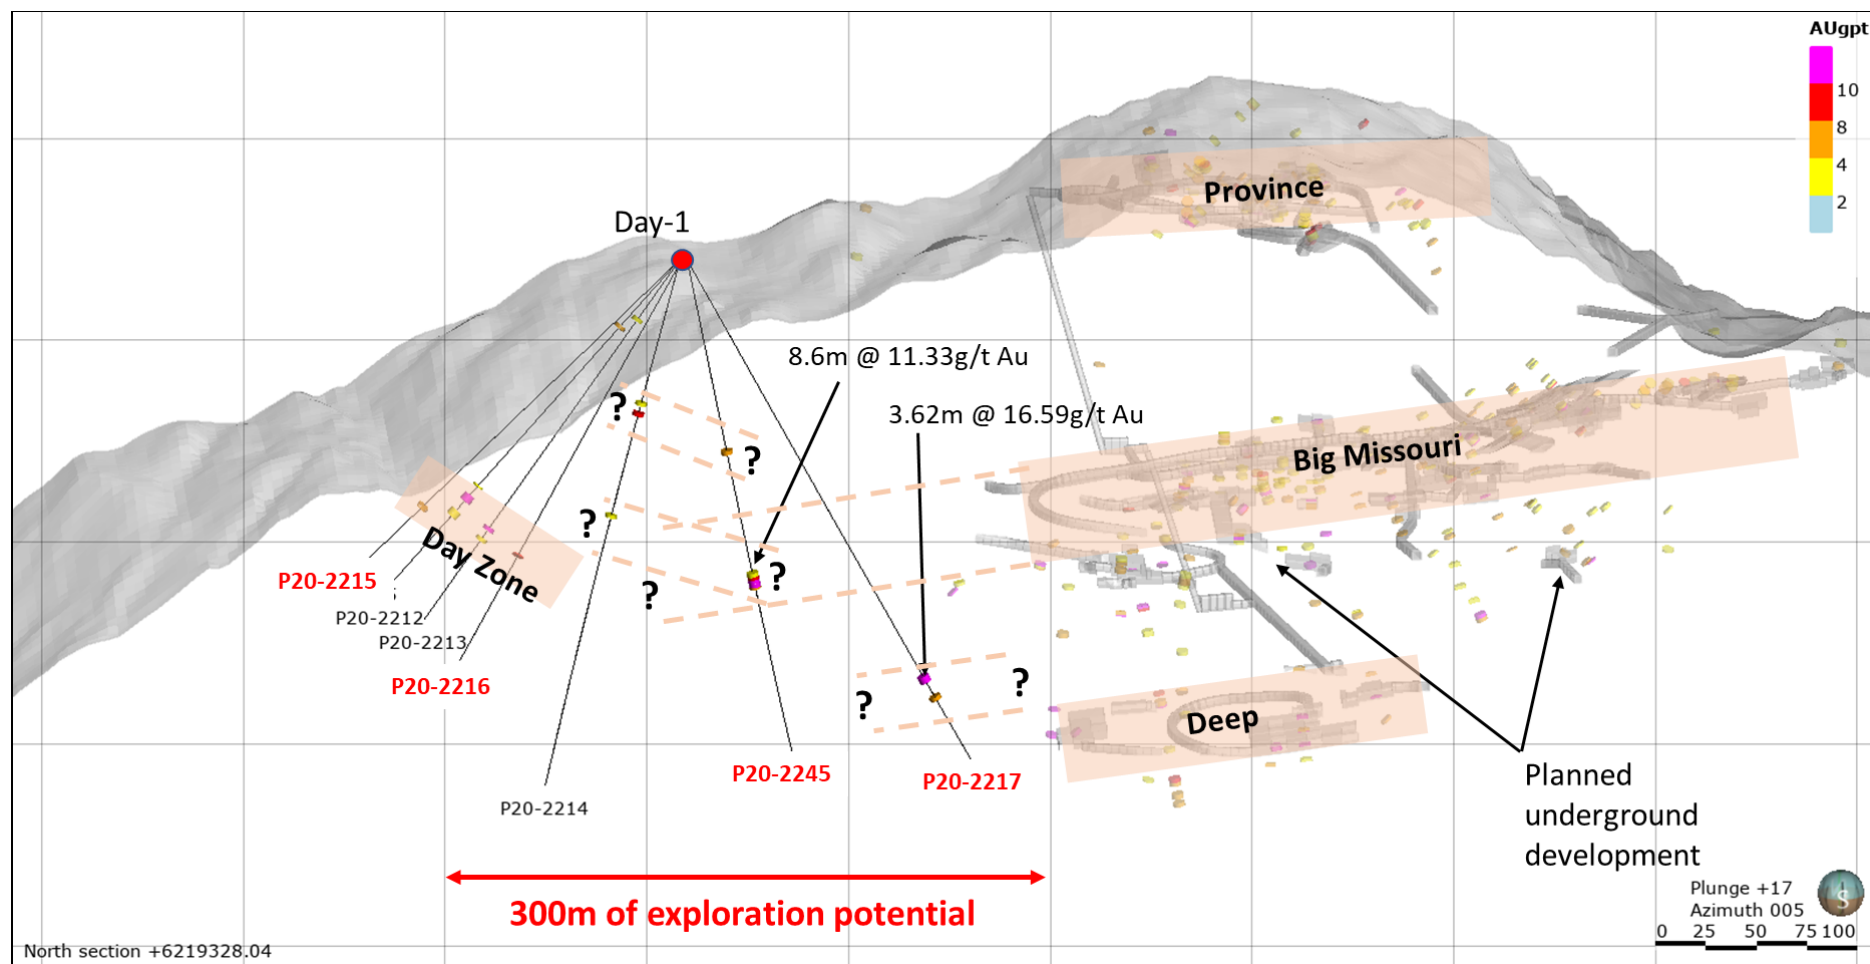 AUgpt
10
8
4
2
Province
Day-1
8.6m @ 11.33g/t Au
3.62m @ 16.59g/t Au
?
?
Big Missouri
?
?
?
Day Zone
P20-2215
P20-2212
P20-2213
P20-2216
?
?
Deep
P20-2245
P20-2217
P20-2214
Planned
underground
development
300m of exploration potential
Plunge +17
Azimuth 005
S
0 25 50 75 100
North section +6219328.04